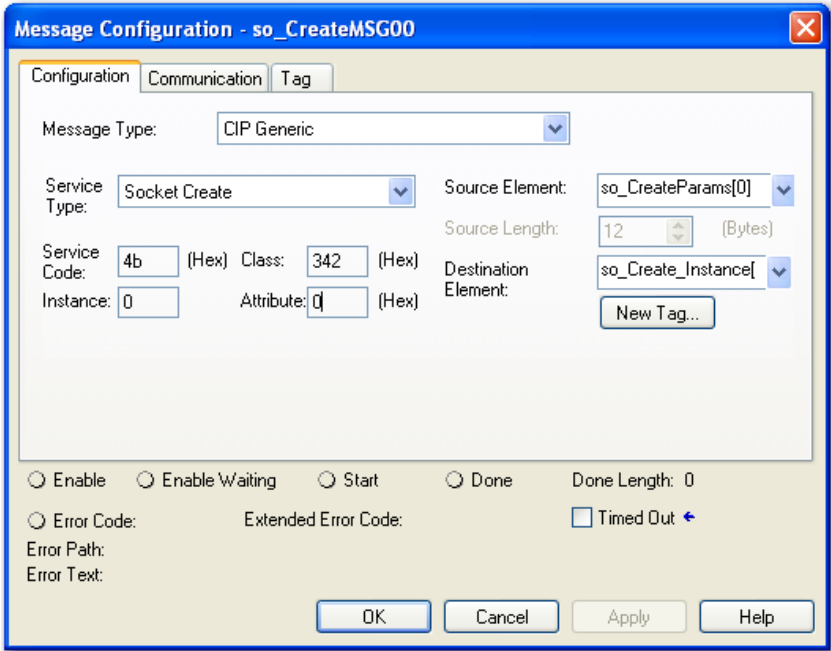 Message Configuration - so_CreateMSG00
Configuration Communication Tag
Message Type: CIP Generic
Service Type: Socket Create
Source Element: so_CreateParams[0]
Source Length: 12 (Bytes)
Service Code: 4b (Hex) Class: 342 (Hex)
Destination Element: so_Create_Instance[
Instance: 0 Attribute: 0 (Hex)
New Tag...
Enable Enable Waiting Start Done Done Length: 0
Error Code: Extended Error Code: Timed Out
Error Path:
Error Text:
OK Cancel Apply Help